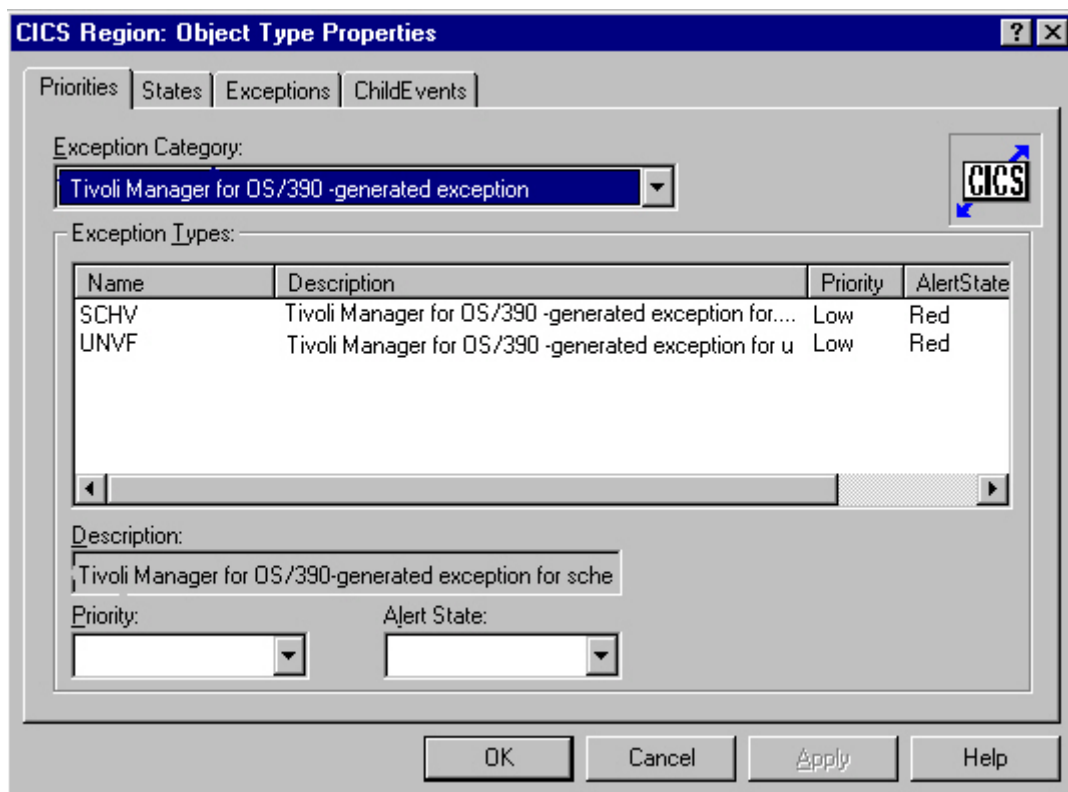 CICS Region: Object Type Properties
Priorities States Exceptions ChildEvents
Exception Category:
Tivoli Manager for OS/390 -generated exception
CICS
Exception Types:
Name Description Priority AlertState
SCHV Tivoli Manager for OS/390 -generated exception for.... Low Red
UNVF Tivoli Manager for OS/390 -generated exception for u Low Red
Description:
Tivoli Manager for OS/390-generated exception for sche
Priority: Alert State:
OK Cancel Apply Help